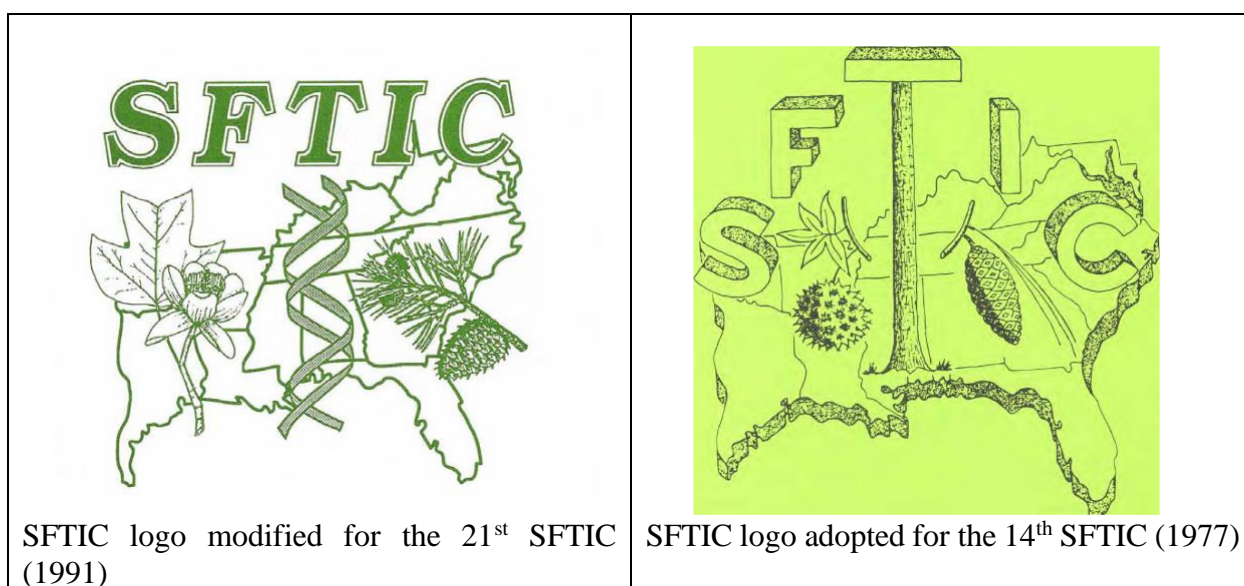 SFTIC
SFTIC logo modified for the 21st SFTIC
(1991)
F T I
S C
SFTIC logo adopted for the 14th SFTIC (1977)